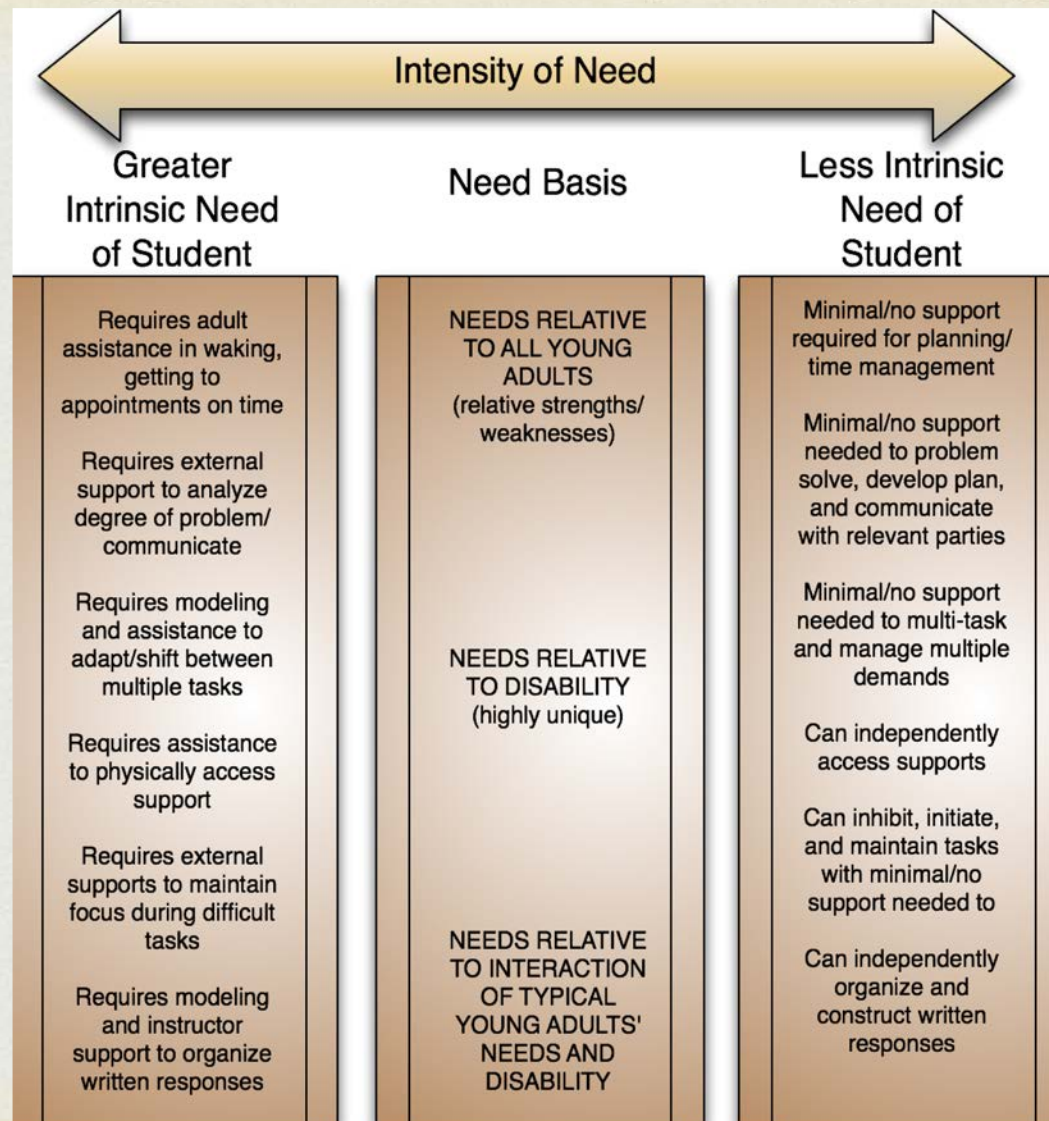 Intensity of Need
Greater
Intrinsic Need
of Student
Requires adult
assistance in waking,
getting to
appointments on time
Requires external
support to analyze
degree of problem/
communicate
Requires modeling
and assistance to
adapt/shift between
multiple tasks
Requires assistance
to physically access
support
Requires external
supports to maintain
focus during difficult
tasks
Requires modeling
and instructor
support to organize
written responses
Need Basis
NEEDS RELATIVE
TO ALL YOUNG
ADULTS
(relative strengths/
weaknesses)
NEEDS RELATIVE
TO DISABILITY
(highly unique)
NEEDS RELATIVE
TO INTERACTION
OF TYPICAL
YOUNG ADULTS'
NEEDS AND
DISABILITY
Less Intrinsic
Need of
Student
Minimal/no support
required for planning/
time management
Minimal/no support
needed to problem
solve, develop plan,
and communicate
with relevant parties
Minimal/no support
needed to multi-task
and manage multiple
demands
Can independently
access supports
Can inhibit, initiate,
and maintain tasks
with minimal/no
support needed to
Can independently
organize and
construct written
responses